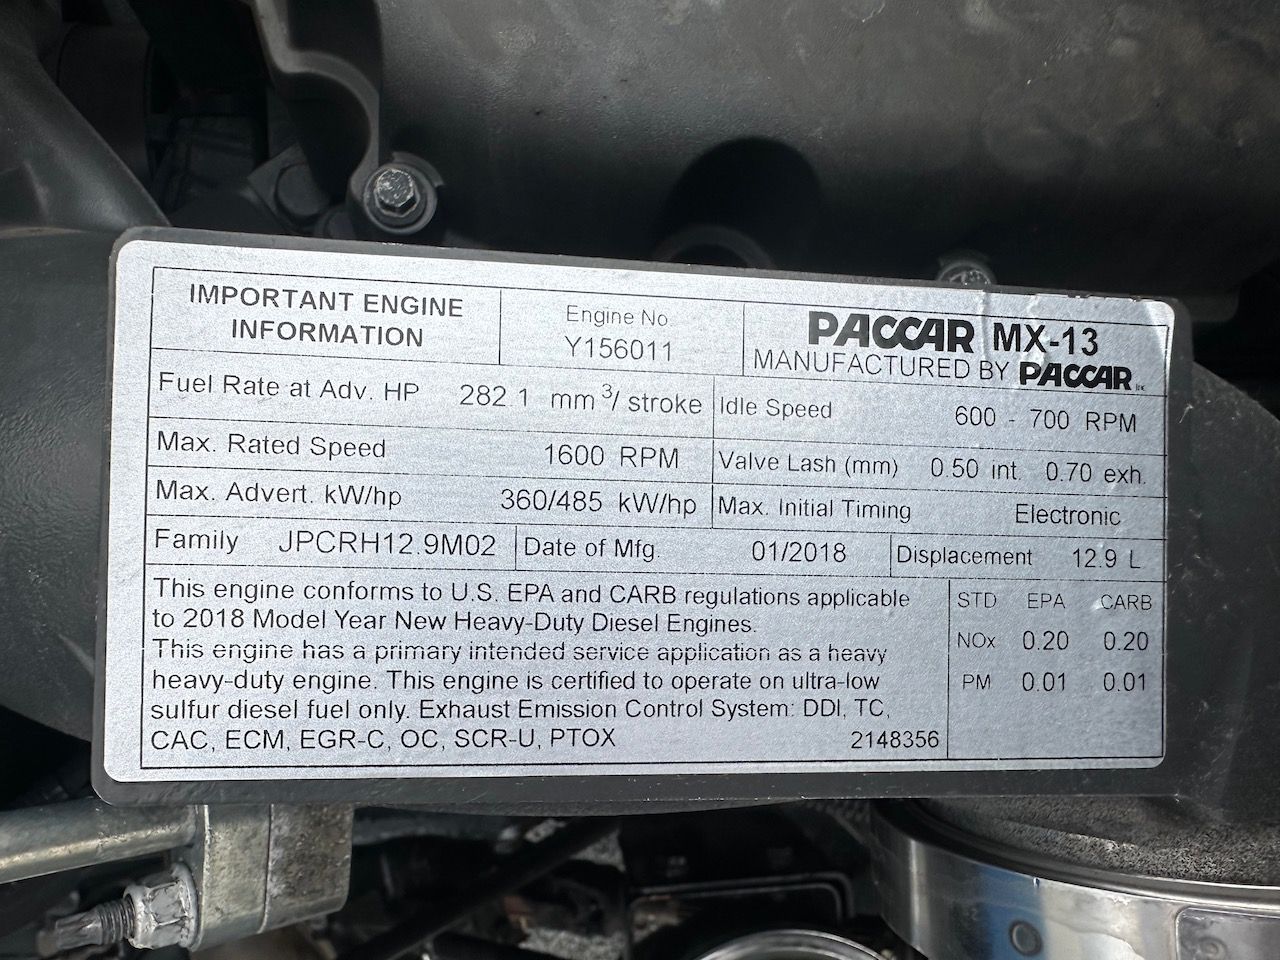 IMPORTANT ENGINE
INFORMATION
Engine No
Y156011
PACCAR MX-13
MANUFACTURED BY PACCAR Inc
Fuel Rate at Adv. HP 282 1 mm³/ stroke
Idle Speed 600 - 700 RPM
Max. Rated Speed 1600 RPM
Valve Lash (mm) 0.50 int. 0.70 exh.
Max. Advert. kW/hp 360/485 kW/hp
Max. Initial Timing Electronic
Family JPCRH12.9M02
Date of Mfg. 01/2018
Displacement 12.9 L
This engine conforms to U.S. EPA and CARB regulations applicable
to 2018 Model Year New Heavy-Duty Diesel Engines.
This engine has a primary intended service application as a heavy
heavy-duty engine. This engine is certified to operate on ultra-low
sulfur diesel fuel only. Exhaust Emission Control System: DDI, TC,
CAC, ECM, EGR-C, OC, SCR-U, PTOX 2148356
STD EPA CARB
NOx 0.20 0.20
PM 0.01 0.01